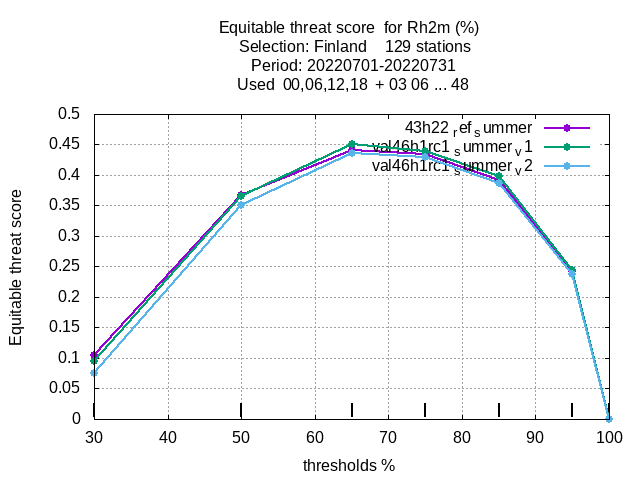 Equitable threat score  for Rh2m (%)
Selection: Finland    129 stations
Period: 20220701-20220731
Used  00,06,12,18  + 03 06 ... 48
0.5
43h22_ref_summer
0.45
val46h1rc1_summer_v1
val46h1rc1_summer_v2
0.4
0.35
0.3
0.25
0.2
0.15
0.1
0.05
0
Equitable threat score
30 40 50 60 70 80 90 100
thresholds %